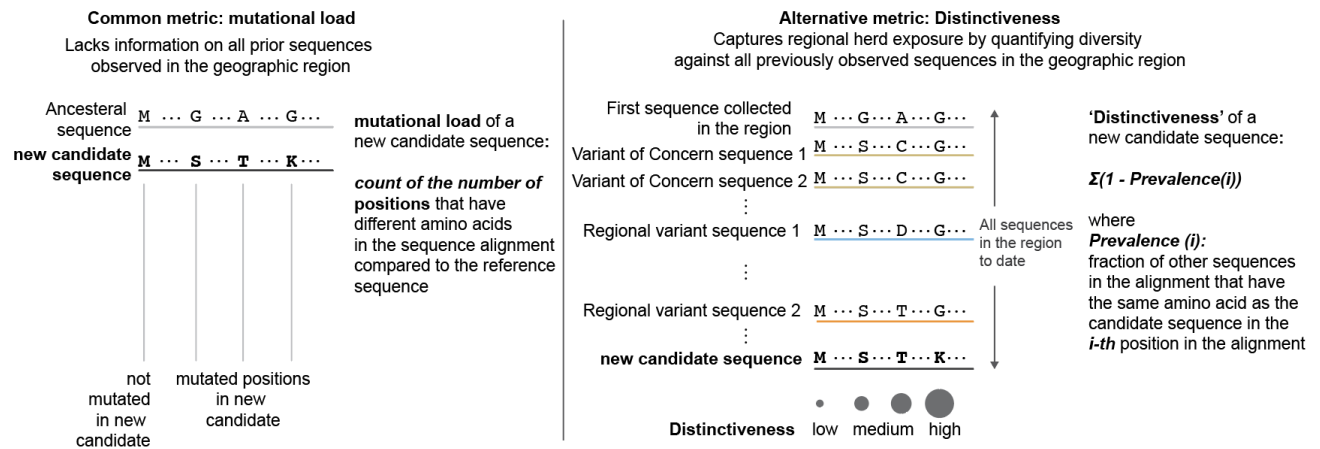 Common metric: mutational load
Lacks information on all prior sequences
observed in the geographic region
Ancesteral
sequence
M ··· G ··· A ··· G···
new candidate
sequence
M ··· S ··· T ··· K···
mutational load of a
new candidate sequence:
count of the number of
positions that have
different amino acids
in the sequence alignment
compared to the reference
sequence
not
mutated
in new
candidate
mutated positions
in new
candidate
Alternative metric: Distinctiveness
Captures regional herd exposure by quantifying diversity
against all previously observed sequences in the geographic region
First sequence collected
in the region
M ···G···A···G···
Variant of Concern sequence 1 M ···S···C···G···
Variant of Concern sequence 2 M ···S···C···G···
⋮
Regional variant sequence 1 M ···S···D···G···
⋮
Regional variant sequence 2 M ···S···T···G···
⋮
new candidate sequence M ···S···T···K···
All sequences
in the region
to date
Distinctiveness low medium high
‘Distinctiveness’ of a
new candidate sequence:
Σ(1 - Prevalence(i))
where
Prevalence (i):
fraction of other sequences
in the alignment that have
the same amino acid as the
candidate sequence in the
i-th position in the alignment